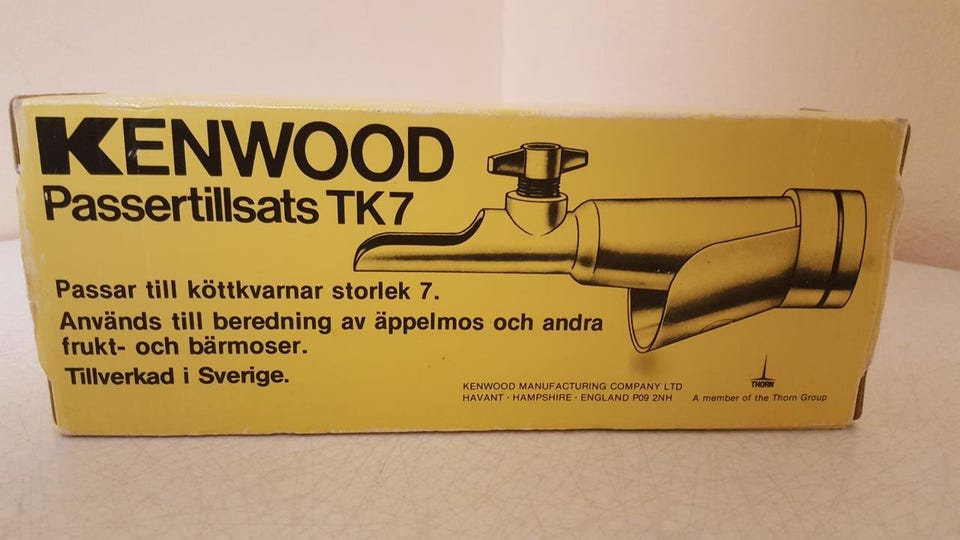 KENWOOD
Passertillsats TK7
Passar till köttkvarnar storlek 7.
Används till beredning av äppelmos och andra
frukt- och bärmoser.
Tillverkad i Sverige.
KENWOOD MANUFACTURING COMPANY LTD
HAVANT · HAMPSHIRE · ENGLAND P09 2NH
THORN
A member of the Thorn Group